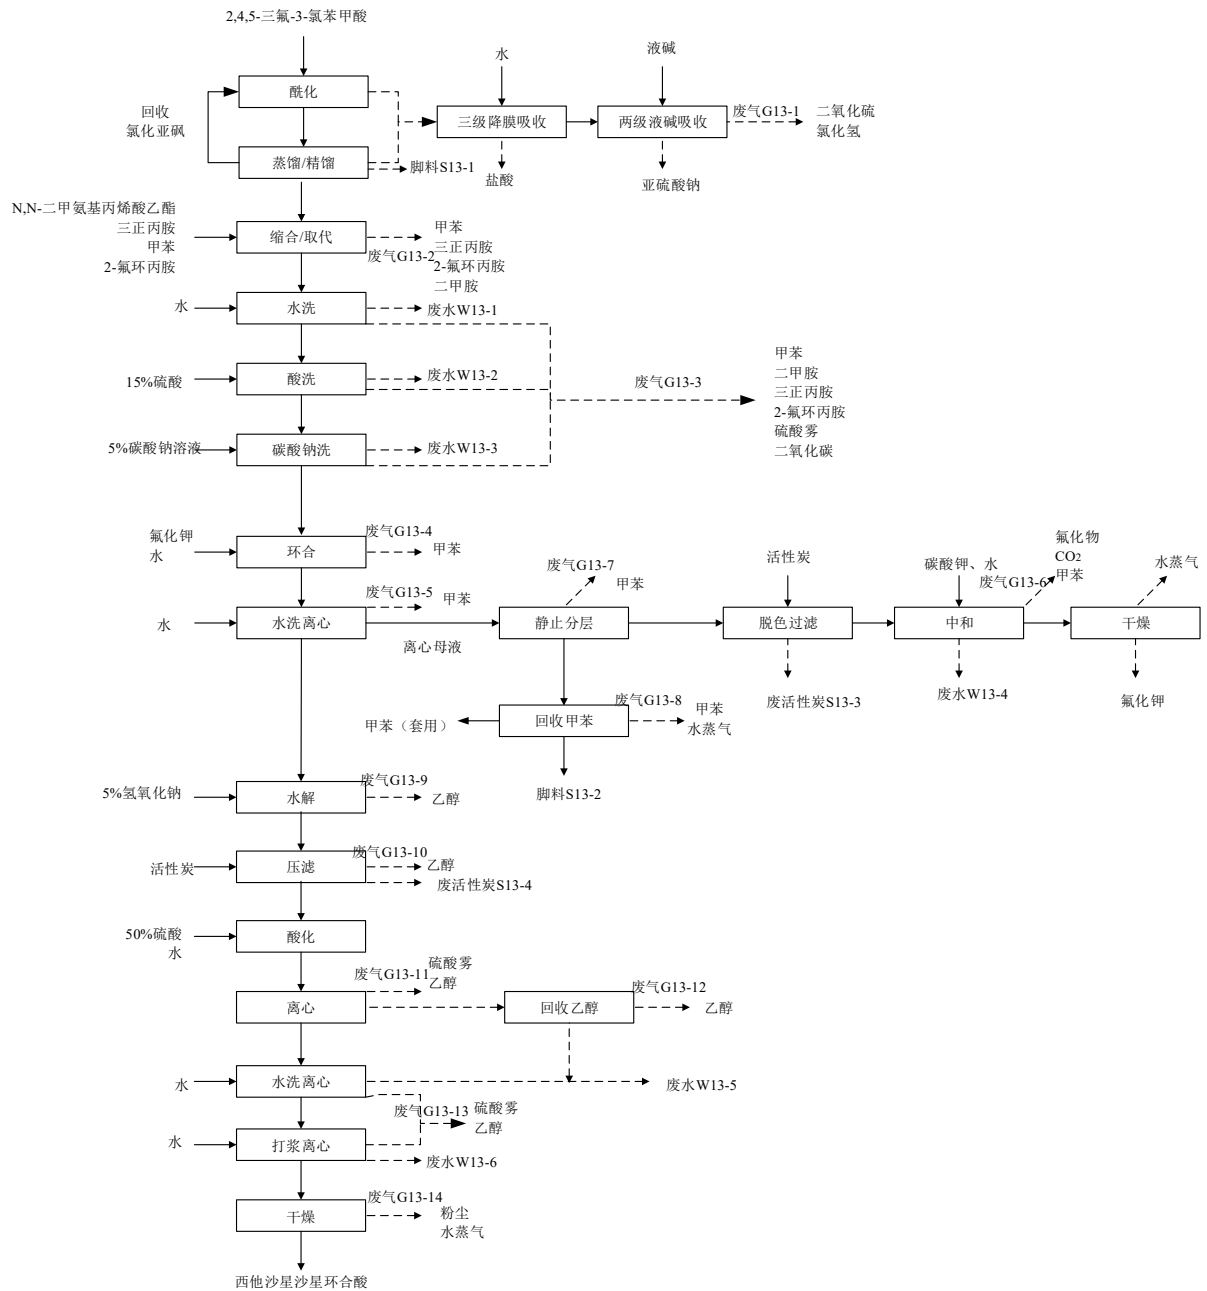 2,4,5-三氟-3-氯苯甲酸
水
液碱
酰化
回收
氯化亚砜
三级降膜吸收
两级液碱吸收
废气G13-1
二氧化硫
氯化氢
蒸馏/精馏
脚料S13-1
盐酸
亚硫酸钠
N,N-二甲氨基丙烯酸乙酯
三正丙胺
甲苯
2-氟环丙胺
缩合/取代
废气G13-2
甲苯
三正丙胺
2-氟环丙胺
二甲胺
水
水洗
废水W13-1
15%硫酸
酸洗
废水W13-2
废气G13-3
甲苯
二甲胺
三正丙胺
2-氟环丙胺
硫酸雾
二氧化碳
5%碳酸钠溶液
碳酸钠洗
废水W13-3
氟化钾
水
环合
废气G13-4
甲苯
废气G13-7
甲苯
活性炭
碳酸钾、水
废气G13-6
氟化物
CO2
甲苯
水蒸气
水
水洗离心
废气G13-5
甲苯
离心母液
静止分层
脱色过滤
中和
干燥
废活性炭S13-3
废水W13-4
氟化钾
甲苯（套用）
回收甲苯
废气G13-8
甲苯
水蒸气
脚料S13-2
5%氢氧化钠
水解
废气G13-9
乙醇
活性炭
压滤
废气G13-10
乙醇
废活性炭S13-4
50%硫酸
水
酸化
废气G13-11
硫酸雾
乙醇
离心
回收乙醇
废气G13-12
乙醇
水
水洗离心
废水W13-5
废气G13-13
硫酸雾
乙醇
水
打浆离心
废水W13-6
干燥
废气G13-14
粉尘
水蒸气
西他沙星沙星环合酸